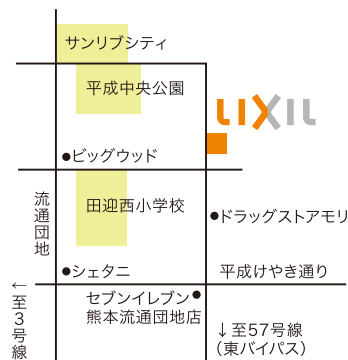 サンリブシティ
平成中央公園
LIXIL
●ビッグウッド
流通団地
田迎西小学校
●ドラッグストアモリ
●シェタニ
平成けやき通り
セブンイレブン●
熊本流通団地店
←至3号線
↓至57号線
(東バイパス)